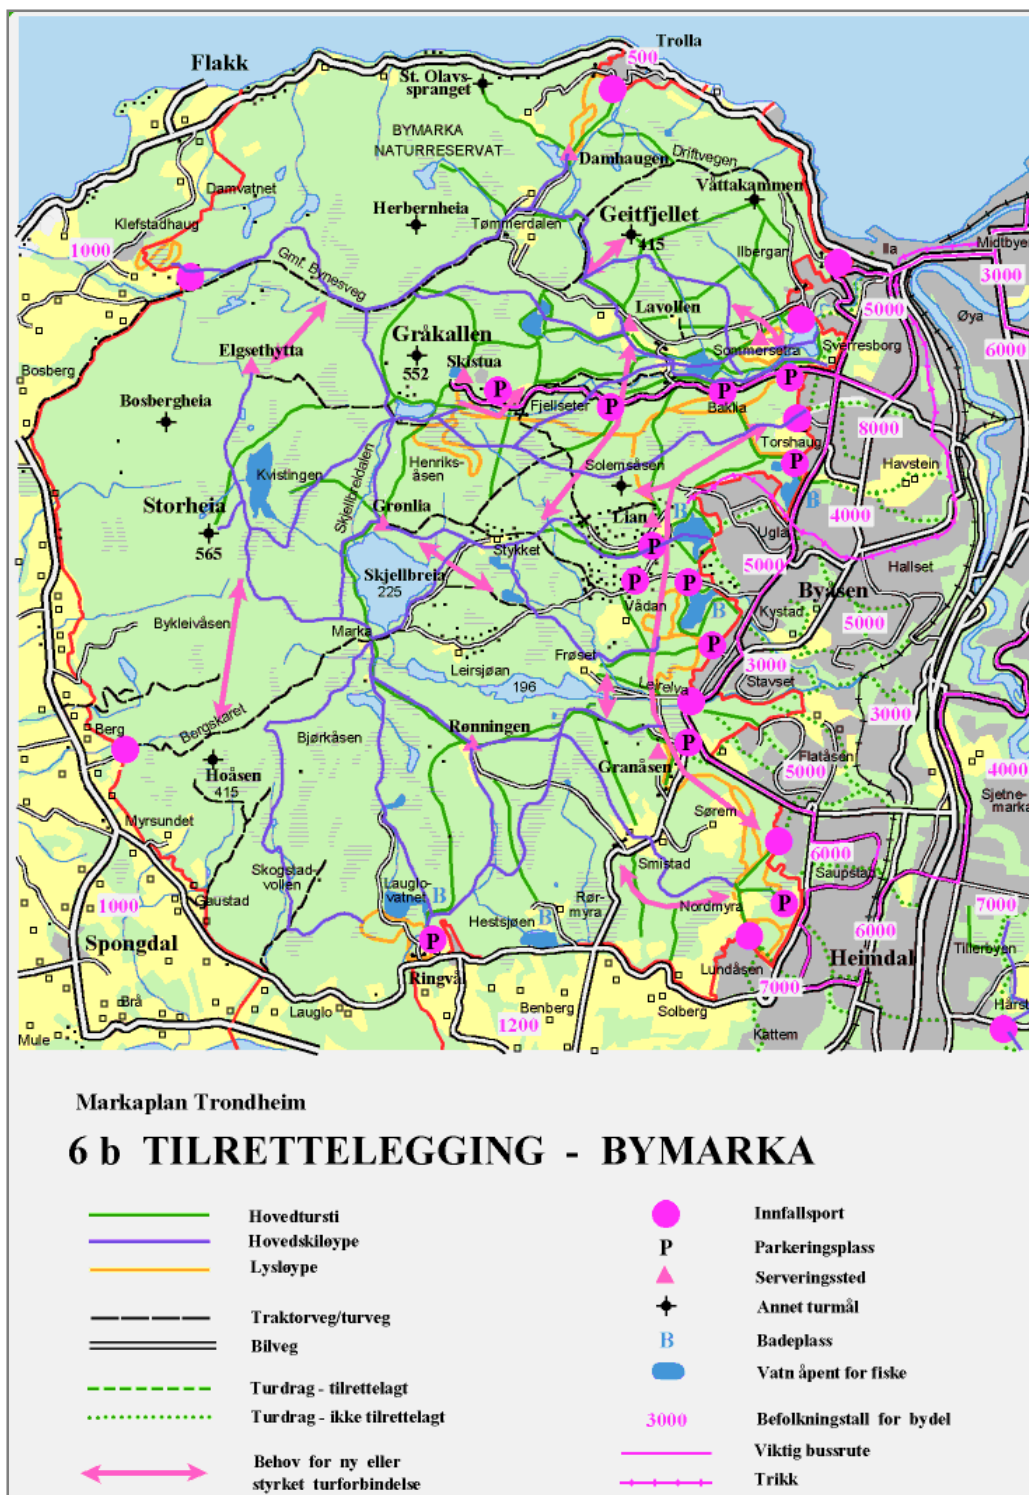 Trolla
500
Flakk
St. Olavs-
spranget
BYMARKA
NATURRESERVAT
Driftvegen
Damhaugen
Damvatnet
Våttakammen
Herbernheia
Geitfjellet
Klefstadhaug
Tømmerdalen
415
Ila
Midtbye
1000
Ilbergan
3000
Gmf. Bynesveg
5000
Øya
Lavollen
Gråkallen
6000
Elgsethytta
Sommersetra
Sverresborg
Skistua
552
Bosberg
P
P
P
P
Fjellseter
Baklia
Bosbergheia
8000
Torshaug
Henriks-
åsen
Solemsåsen
P
Havstein
Kvistingen
Skjellbreidalen
B
Storheia
Grønlia
Lian
B
4000
Ugla
565
P
Stykket
Hallset
5000
Skjellbreia
P
P
Byåsen
225
Vådan
B
Kystad
Bykleivåsen
5000
Marka
P
3000
Frøset
Leirsjøan
Stavset
196
Leirelva
3000
Bergskaret
Berg
Rønningen
Bjørkåsen
P
Flatåsen
Granåsen
4000
Hoåsen
5000
415
Sjetne-
marka
Sørem
Myrsundet
6000
Smistad
Skogstad-
vollen
Saupstad
Lauglo-
vatnet
Rør-
myra
1000
Gaustad
B
Nordmyra
P
7000
Hestsjøen
B
6000
Spongdal
P
Tillerbyen
Heimdal
Ringvål
Lundåsen
7000
Brå
Lauglo
Benberg
Solberg
Hårst
1200
Mule
Kattem
Markaplan Trondheim
6 b TILRETTELEGGING - BYMARKA
Hovedtursti
Hovedskiløype
Lysløype
Traktorveg/turveg
Bilveg
Turdrag - tilrettelagt
Turdrag - ikke tilrettelagt
Behov for ny eller
styrket turforbindelse
Innfallsport
P Parkeringsplass
Serveringssted
Annet turmål
B Badeplass
Vatn åpent for fiske
3000 Befolkningstall for bydel
Viktig bussrute
Trikk